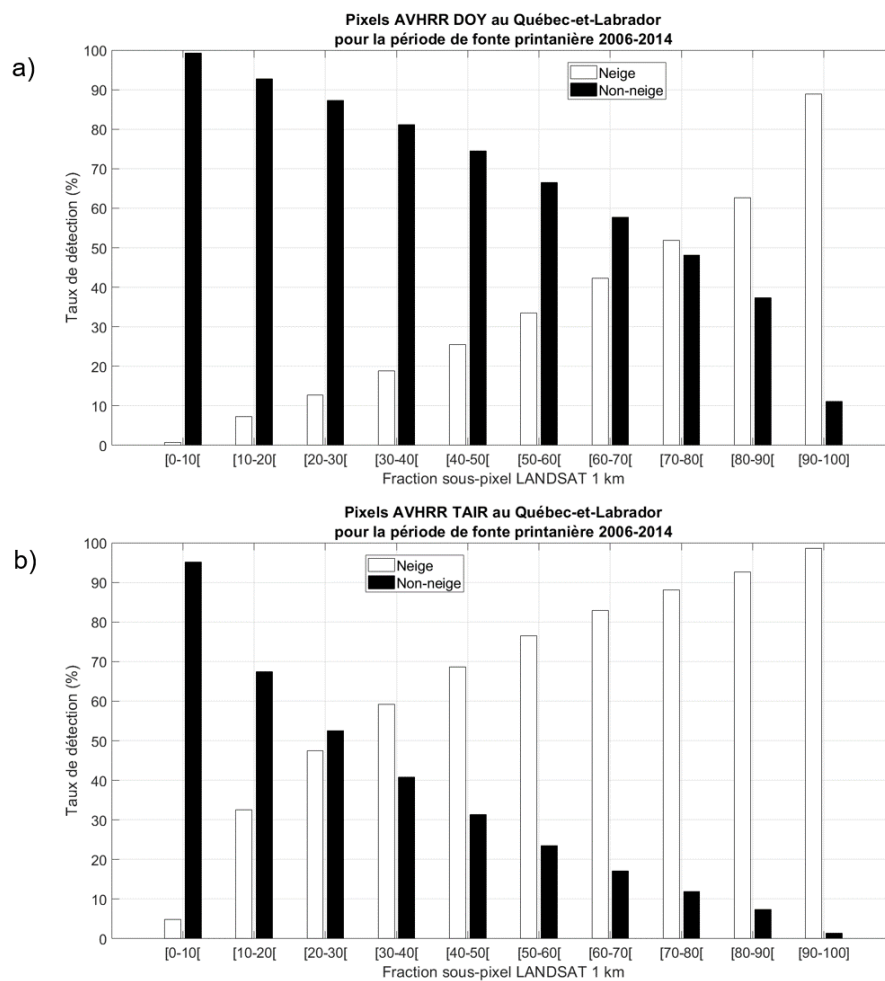 a)
Pixels AVHRR DOY au Québec-et-Labrador
pour la période de fonte printanière 2006-2014
Neige
Non-neige
Taux de détection (%)
100
90
80
70
60
50
40
30
20
10
0
[0-10[ [10-20[ [20-30[ [30-40[ [40-50[ [50-60[ [60-70[ [70-80[ [80-90[ [90-100]
Fraction sous-pixel LANDSAT 1 km
b)
Pixels AVHRR TAIR au Québec-et-Labrador
pour la période de fonte printanière 2006-2014
Neige
Non-neige
Taux de détection (%)
100
90
80
70
60
50
40
30
20
10
0
[0-10[ [10-20[ [20-30[ [30-40[ [40-50[ [50-60[ [60-70[ [70-80[ [80-90[ [90-100]
Fraction sous-pixel LANDSAT 1 km